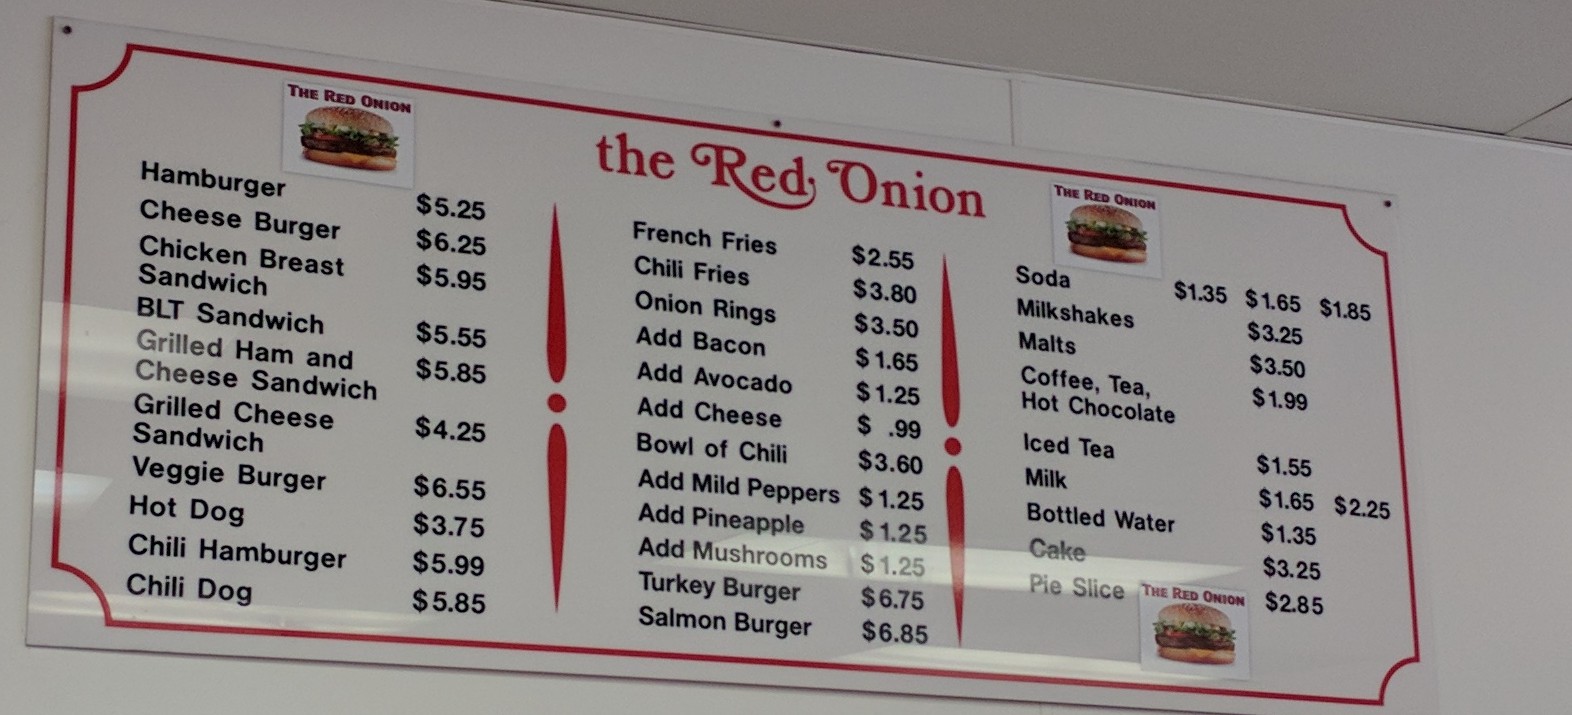 THE RED ONION
the Red Onion
THE RED ONION
Hamburger $5.25
Cheese Burger $6.25
Chicken Breast $5.95
Sandwich
BLT Sandwich $5.55
Grilled Ham and $5.85
Cheese Sandwich
Grilled Cheese $4.25
Sandwich
Veggie Burger $6.55
Hot Dog $3.75
Chili Hamburger $5.99
Chili Dog $5.85
French Fries $2.55
Chili Fries $3.80
Onion Rings $3.50
Add Bacon $1.65
Add Avocado $1.25
Add Cheese $ .99
Bowl of Chili $3.60
Add Mild Peppers $1.25
Add Pineapple $1.25
Add Mushrooms $1.25
Turkey Burger $6.75
Salmon Burger $6.85
Soda $1.35 $1.65 $1.85
Milkshakes $3.25
Malts $3.50
Coffee, Tea, $1.99
Hot Chocolate
Iced Tea $1.55
Milk $1.65 $2.25
Bottled Water $1.35
Cake $3.25
Pie Slice $2.85
THE RED ONION